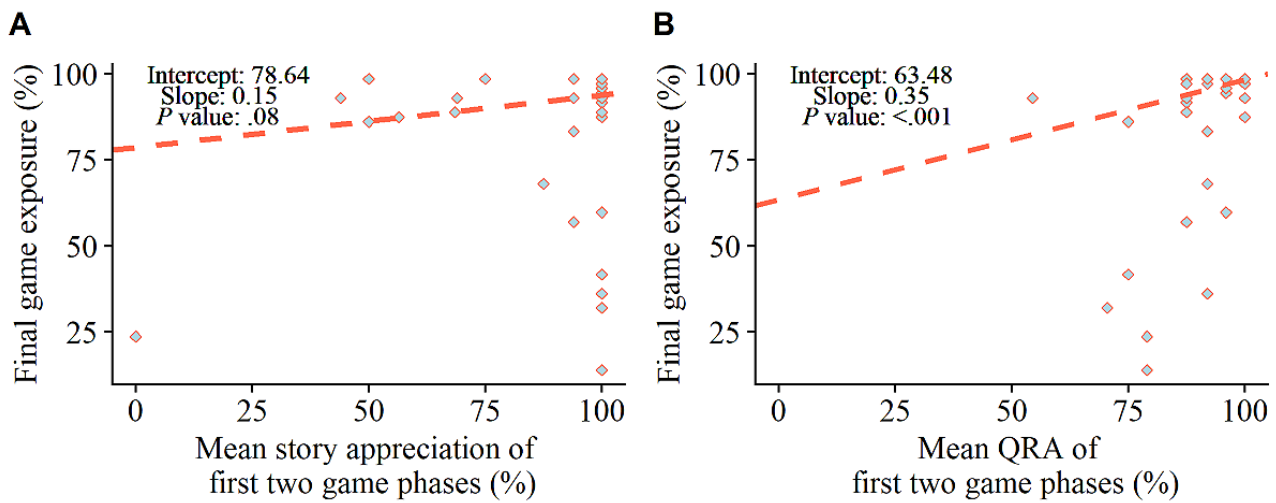 A
Final game exposure (%)
100
75
50
25
Intercept: 78.64
Slope: 0.15
P value: .08
0
25
50
75
100
Mean story appreciation of
first two game phases (%)
B
Final game exposure (%)
100
75
50
25
Intercept: 63.48
Slope: 0.35
P value: <.001
0
25
50
75
100
Mean QRA of
first two game phases (%)